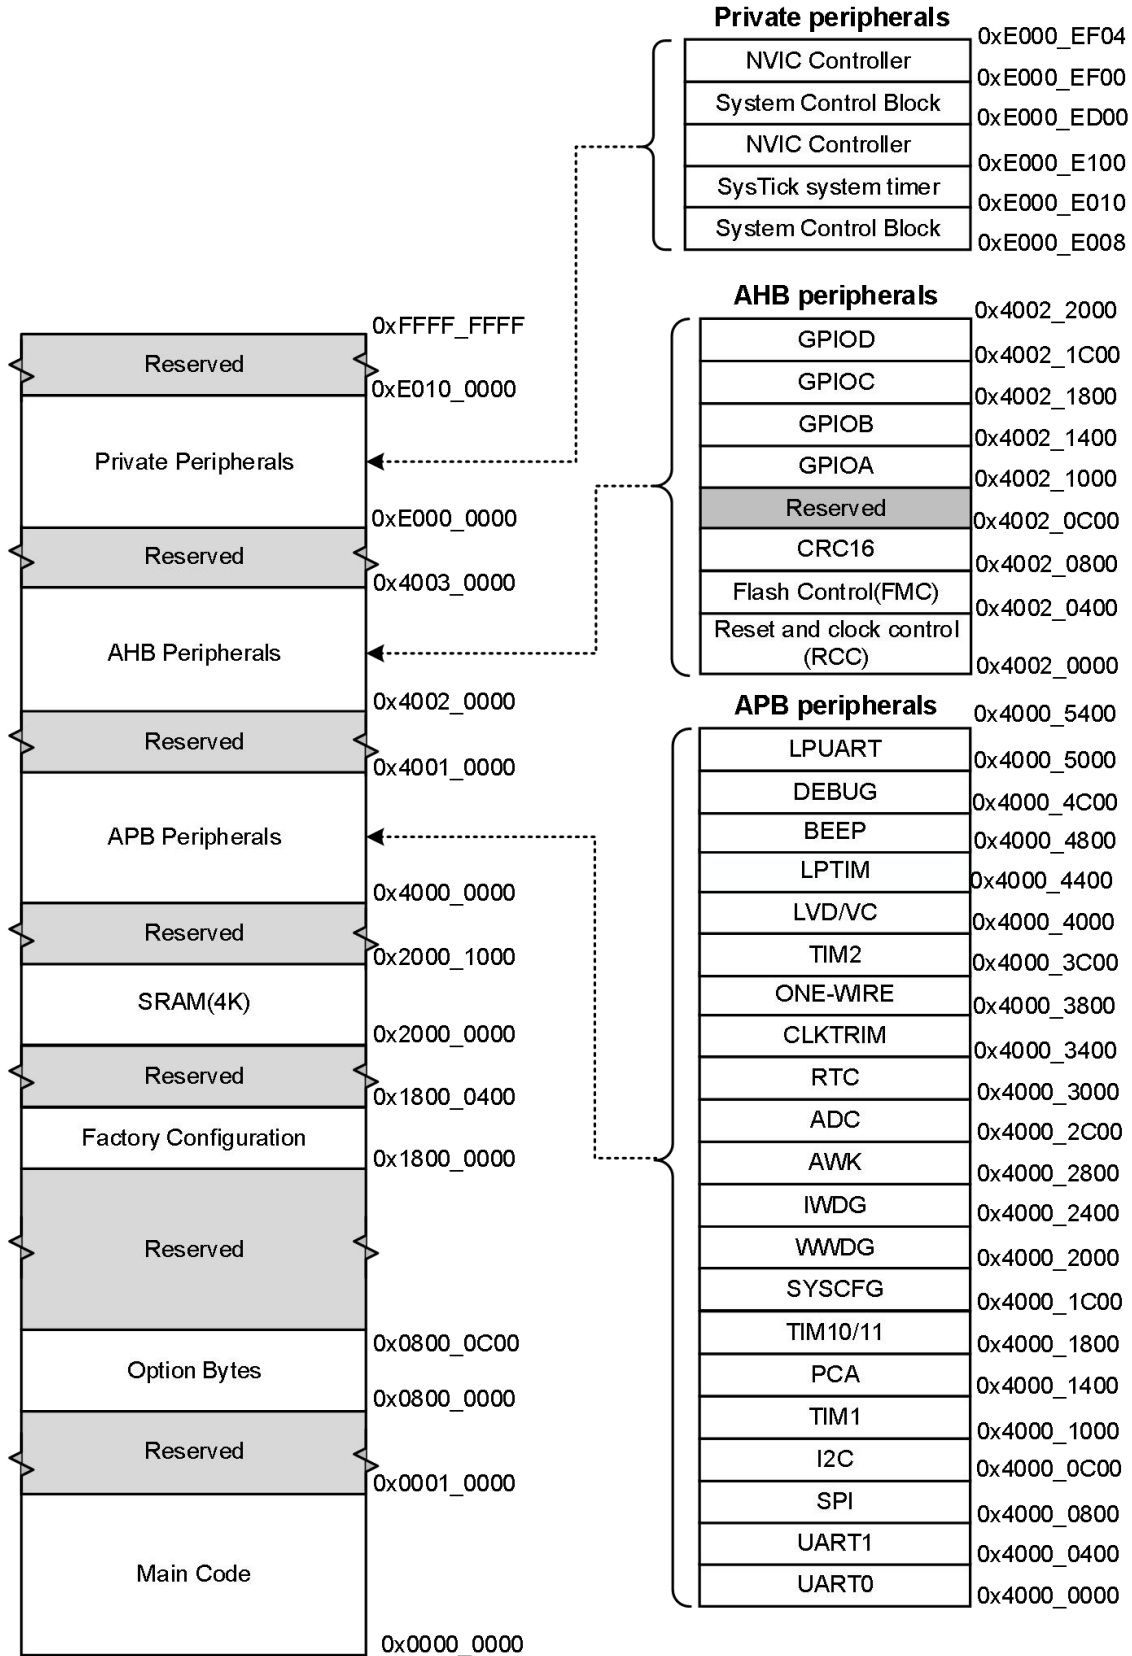 Private peripherals
0xE000_EF04
NVIC Controller
0xE000_EF00
System Control Block
0xE000_ED00
NVIC Controller
0xE000_E100
SysTick system timer
0xE000_E010
System Control Block
0xE000_E008
AHB peripherals
0x4002_2000
GPIOD
0x4002_1C00
GPIOC
0x4002_1800
GPIOB
0x4002_1400
GPIOA
0x4002_1000
Reserved
0x4002_0C00
CRC16
0x4002_0800
Flash Control(FMC)
0x4002_0400
Reset and clock control
(RCC)
0x4002_0000
APB peripherals
0x4000_5400
LPUART
0x4000_5000
DEBUG
0x4000_4C00
BEEP
0x4000_4800
LPTIM
0x4000_4400
LVD/VC
0x4000_4000
TIM2
0x4000_3C00
ONE-WIRE
0x4000_3800
CLKTRIM
0x4000_3400
RTC
0x4000_3000
ADC
0x4000_2C00
AWK
0x4000_2800
IWDG
0x4000_2400
WWDG
0x4000_2000
SYSCFG
0x4000_1C00
TIM10/11
0x4000_1800
PCA
0x4000_1400
TIM1
0x4000_1000
I2C
0x4000_0C00
SPI
0x4000_0800
UART1
0x4000_0400
UART0
0x4000_0000
0xFFFF_FFFF
Reserved
0xE010_0000
Private Peripherals
0xE000_0000
Reserved
0x4003_0000
AHB Peripherals
0x4002_0000
Reserved
0x4001_0000
APB Peripherals
0x4000_0000
Reserved
0x2000_1000
SRAM(4K)
0x2000_0000
Reserved
0x1800_0400
Factory Configuration
0x1800_0000
Reserved
0x0800_0C00
Option Bytes
0x0800_0000
Reserved
0x0001_0000
Main Code
0x0000_0000